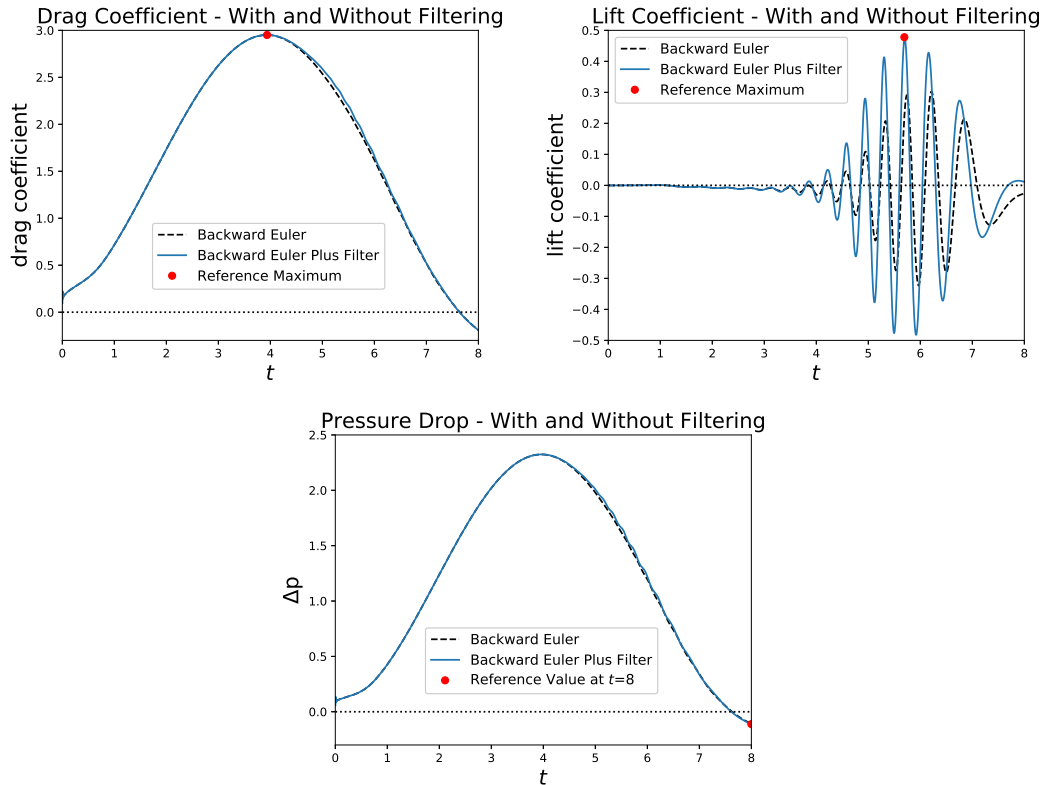 Drag Coefficient - With and Without Filtering
3.0
2.5
2.0
1.5
1.0
0.5
0.0
drag coefficient
Backward Euler
Backward Euler Plus Filter
Reference Maximum
0 1 2 3 4 5 6 7 8
t
Lift Coefficient - With and Without Filtering
0.5
0.4
0.3
0.2
0.1
0.0
−0.1
−0.2
−0.3
−0.4
−0.5
lift coefficient
Backward Euler
Backward Euler Plus Filter
Reference Maximum
0 1 2 3 4 5 6 7 8
t
Pressure Drop - With and Without Filtering
2.5
2.0
1.5
1.0
0.5
0.0
Δp
Backward Euler
Backward Euler Plus Filter
Reference Value at t=8
0 1 2 3 4 5 6 7 8
t